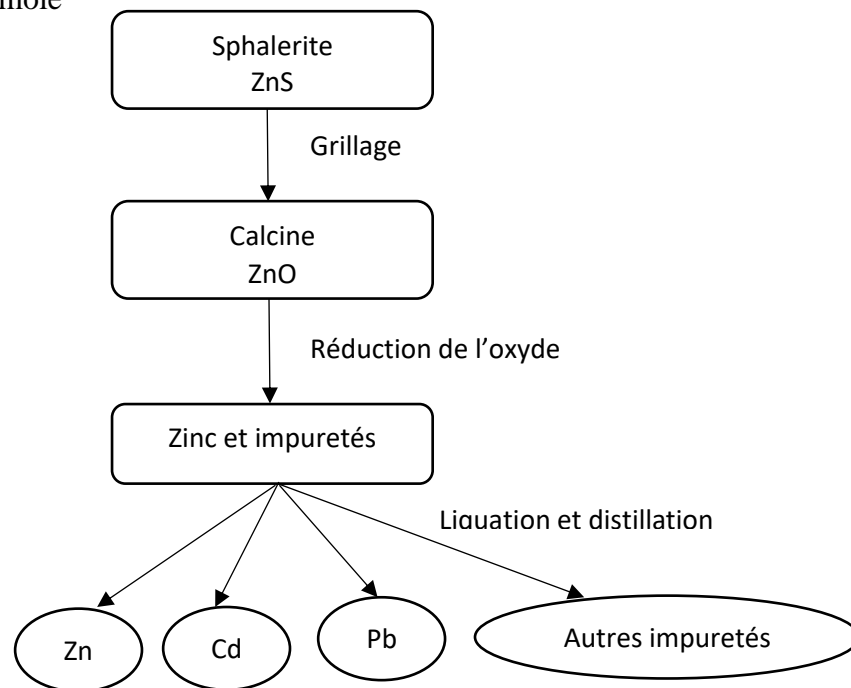 Sphalerite
ZnS
Grillage
Calcine
ZnO
Réduction de l’oxyde
Zinc et impuretés
Liquation et distillation
Zn
Cd
Pb
Autres impuretés